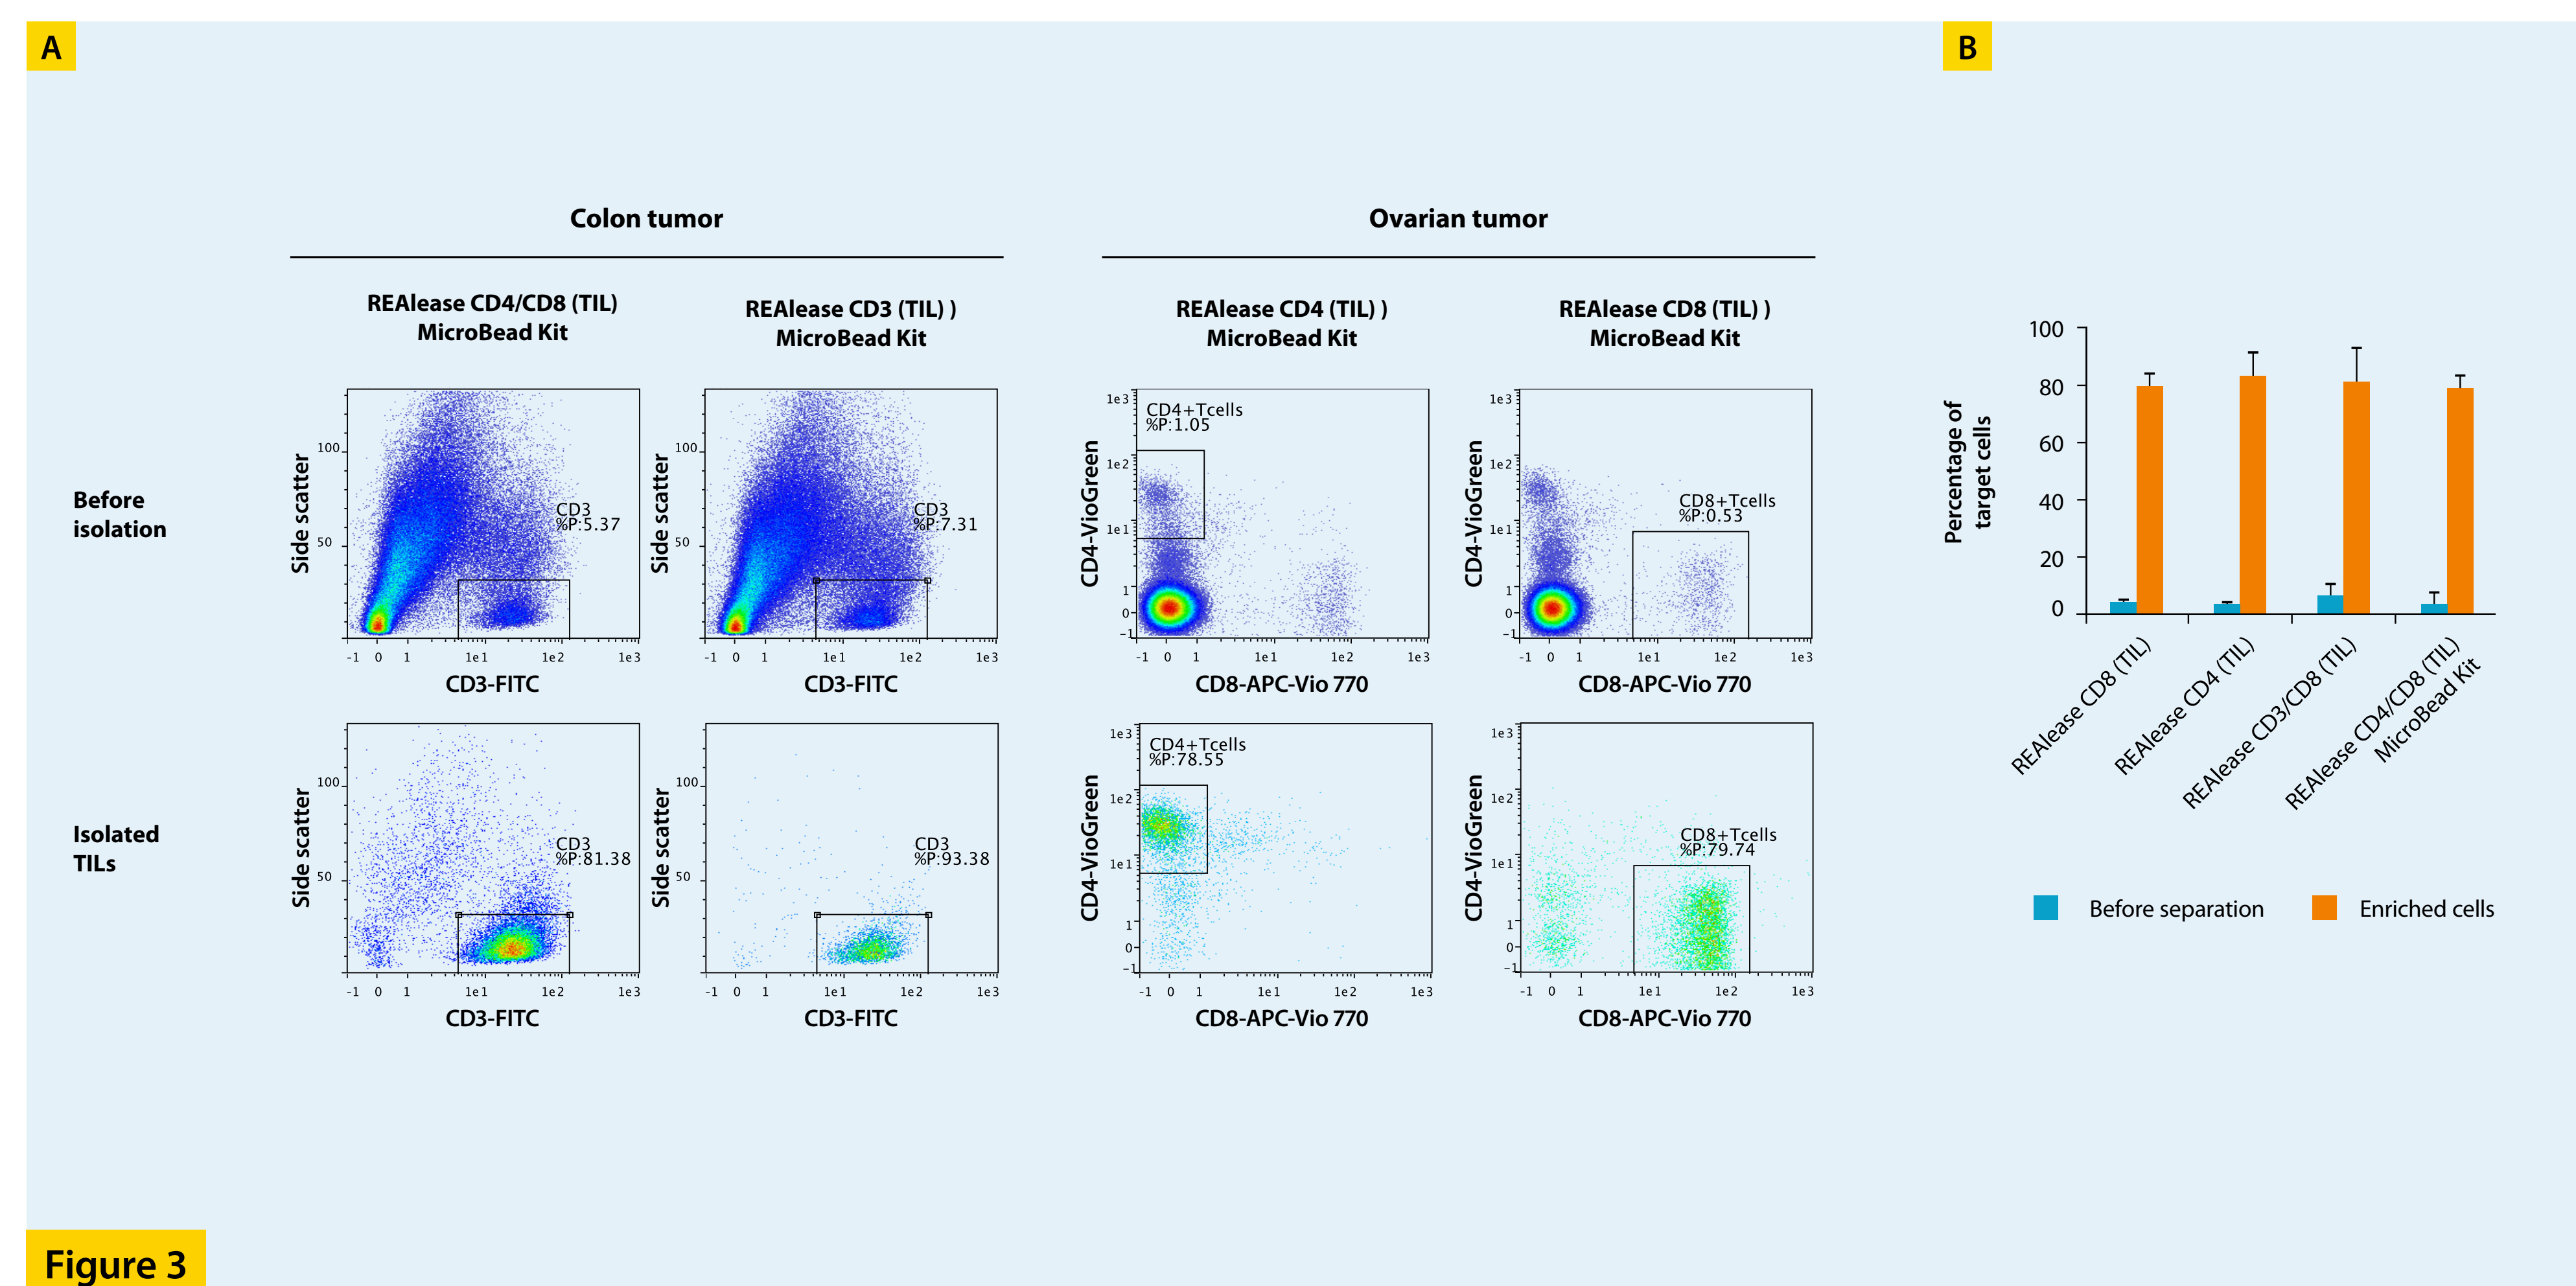 A
B
Colon tumor
Ovarian tumor
REAlease CD4/CD8 (TIL)
MicroBead Kit
REAlease CD3 (TIL) )
MicroBead Kit
REAlease CD4 (TIL) )
MicroBead Kit
REAlease CD8 (TIL) )
MicroBead Kit
Before
isolation
Side scatter
100
50
CD3
%P:5.37
-1 0 1 1e1 1e2 1e3
CD3-FITC
Side scatter
100
50
CD3
%P:7.31
-1 0 1 1e1 1e2 1e3
CD3-FITC
CD4-VioGreen
1e3
1e2
1e1
1
0
-1
CD4+Tcells
%P:1.05
-1 0 1 1e1 1e2 1e3
CD8-APC-Vio 770
CD4-VioGreen
1e3
1e2
1e1
1
0
-1
CD8+Tcells
%P:0.53
-1 0 1 1e1 1e2 1e3
CD8-APC-Vio 770
Isolated
TILs
Side scatter
100
50
CD3
%P:81.38
-1 0 1 1e1 1e2 1e3
CD3-FITC
Side scatter
100
50
CD3
%P:93.38
-1 0 1 1e1 1e2 1e3
CD3-FITC
CD4-VioGreen
1e3
1e2
1e1
1
0
-1
CD4+Tcells
%P:78.55
-1 0 1 1e1 1e2 1e3
CD8-APC-Vio 770
CD4-VioGreen
1e3
1e2
1e1
1
0
-1
CD8+Tcells
%P:79.74
-1 0 1 1e1 1e2 1e3
CD8-APC-Vio 770
Percentage of
target cells
100
80
60
40
20
0
REAlease CD8 (TIL)
REAlease CD4 (TIL)
REAlease CD3/CD8 (TIL)
REAlease CD4/CD8 (TIL)
MicroBead Kit
Before separation
Enriched cells
Figure 3